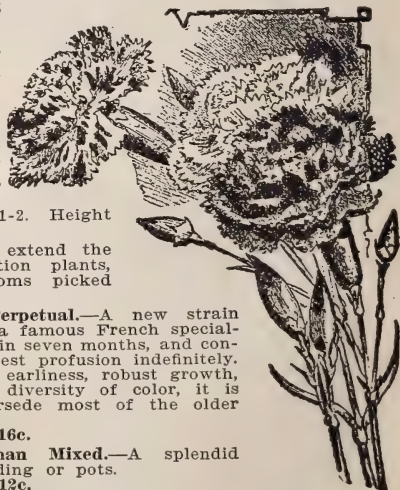 1-2. Height
extend the
tion plants,
oms picked
erpetual.—A new strain
a famous French special-
in seven months, and con-
est profusion indefinitely.
earliness, robust growth,
diversity of color, it is
rsede most of the older
16c.
man Mixed.—A splendid
ding or pots.
12c.